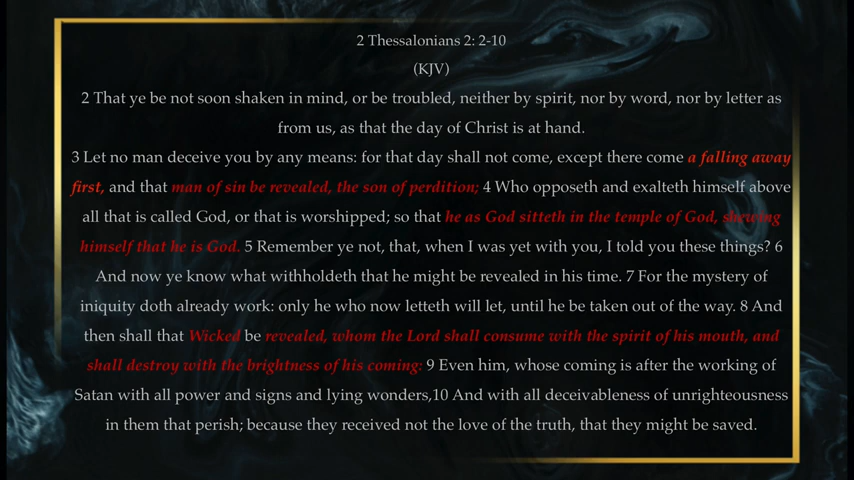 2 Thessalonians 2: 2-10
(KJV)
2 That ye be not soon shaken in mind, or be troubled, neither by spirit, nor by word, nor by letter as
from us, as that the day of Christ is at hand.
3 Let no man deceive you by any means: for that day shall not come, except there come a falling away
first, and that man of sin be revealed, the son of perdition; 4 Who opposeth and exalteth himself above
all that is called God, or that is worshipped; so that he as God sitteth in the temple of God, shewing
himself that he is God. 5 Remember ye not, that, when I was yet with you, I told you these things? 6
And now ye know what withholdeth that he might be revealed in his time. 7 For the mystery of
iniquity doth already work: only he who now letteth will let, until he be taken out of the way. 8 And
then shall that Wicked be revealed, whom the Lord shall consume with the spirit of his mouth, and
shall destroy with the brightness of his coming: 9 Even him, whose coming is after the working of
Satan with all power and signs and lying wonders,10 And with all deceivableness of unrighteousness
in them that perish; because they received not the love of the truth, that they might be saved.